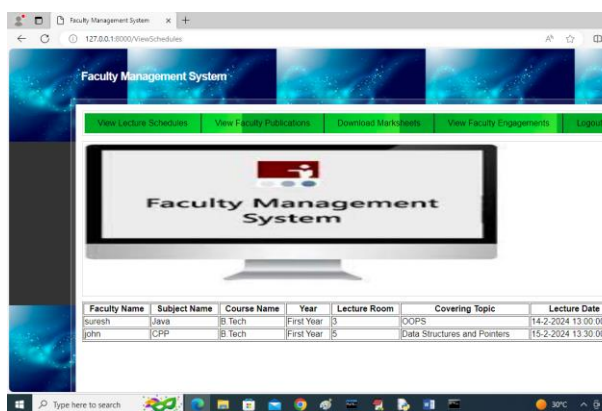 Faculty Management System
127.0.0.1:8000/ViewSchedules
Faculty Management System
View Lecture Schedules View Faculty Publications Download Marksheets View Faculty Engagements Logout
Faculty Management
System
Faculty Name Subject Name Course Name Year Lecture Room Covering Topic Lecture Date
suresh Java B.Tech First Year 3 OOPS 14-2-2024 13:00:00
john CPP B.Tech First Year 5 Data Structures and Pointers 15-2-2024 13:30:00
Type here to search 30°C